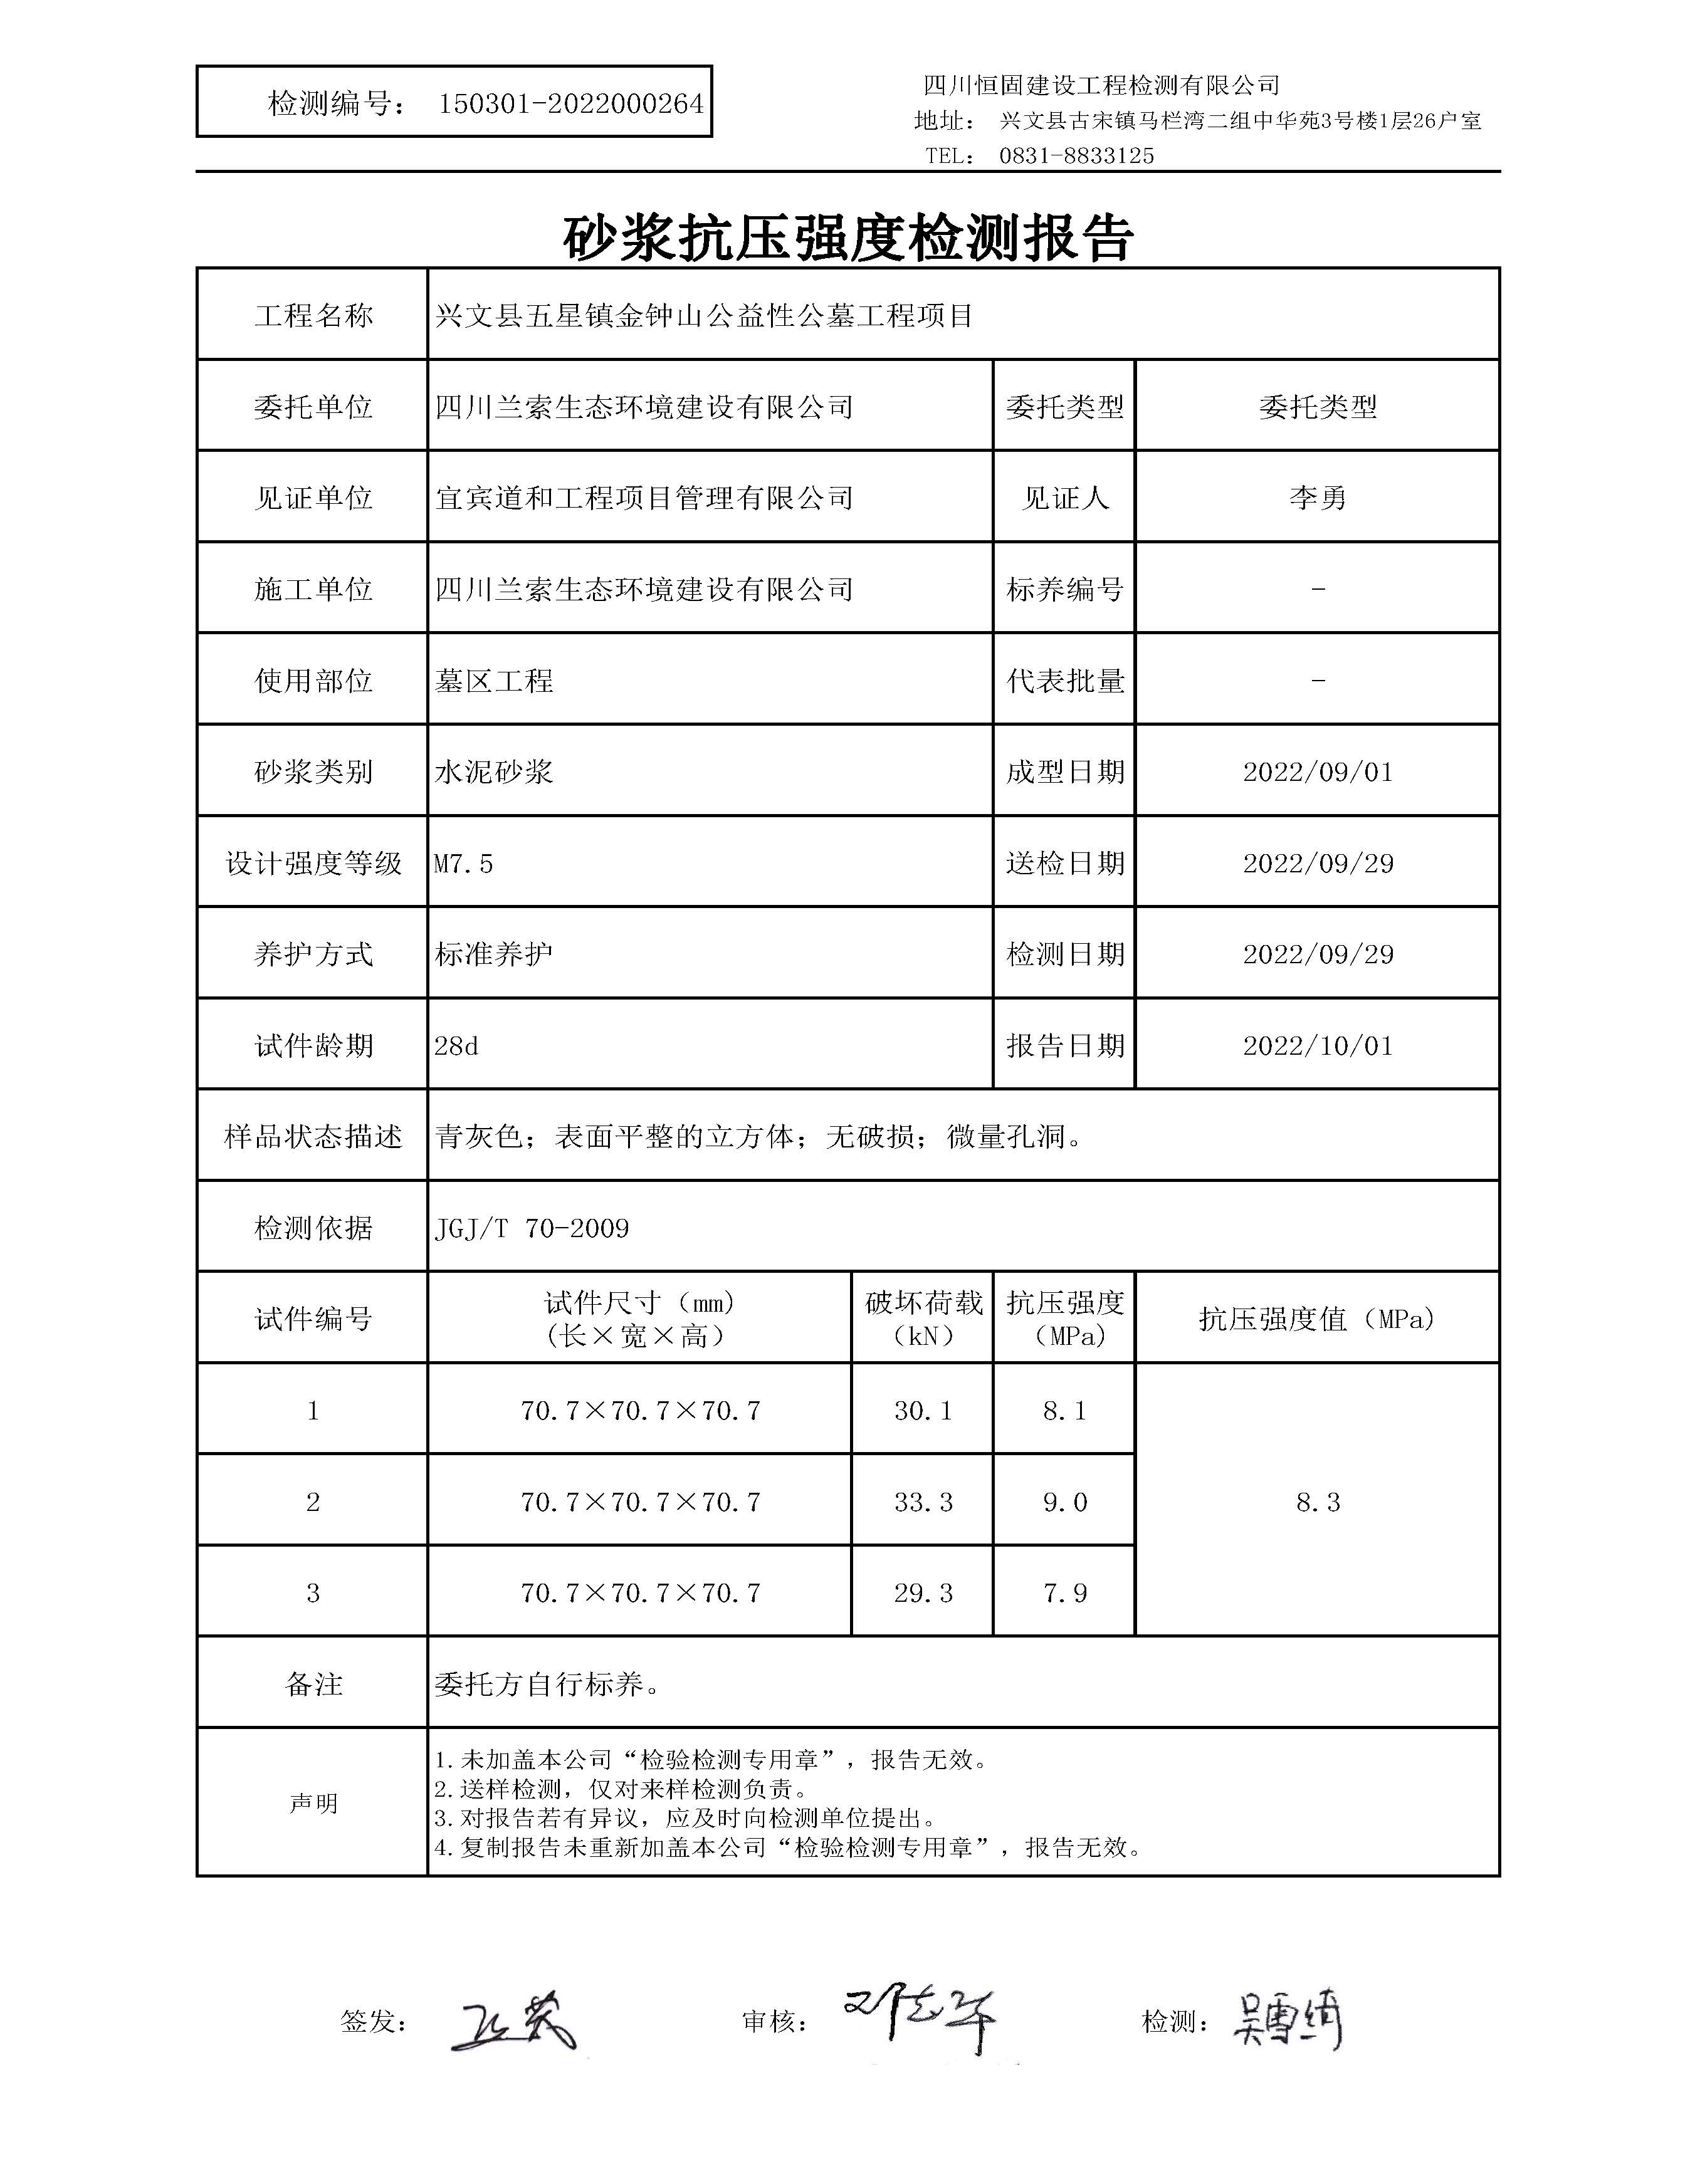 检测编号： 150301-2022000264
四川恒固建设工程检测有限公司
地址： 兴文县古宋镇马栏湾二组中华苑3号楼1层26户室
TEL： 0831-8833125
砂浆抗压强度检测报告
工程名称 兴文县五星镇金钟山公益性公墓工程项目
委托单位 四川兰索生态环境建设有限公司 委托类型 委托类型
见证单位 宜宾道和工程项目管理有限公司 见证人 李勇
施工单位 四川兰索生态环境建设有限公司 标养编号 -
使用部位 墓区工程 代表批量 -
砂浆类别 水泥砂浆 成型日期 2022/09/01
设计强度等级 M7.5 送检日期 2022/09/29
养护方式 标准养护 检测日期 2022/09/29
试件龄期 28d 报告日期 2022/10/01
样品状态描述 青灰色；表面平整的立方体；无破损；微量孔洞。
检测依据 JGJ/T 70-2009
试件编号 试件尺寸（mm） (长×宽×高） 破坏荷载 （kN） 抗压强度 （MPa) 抗压强度值（MPa)
1 70.7×70.7×70.7 30.1 8.1
2 70.7×70.7×70.7 33.3 9.0 8.3
3 70.7×70.7×70.7 29.3 7.9
备注 委托方自行标养。
声明
1.未加盖本公司“检验检测专用章”，报告无效。
2.送样检测，仅对来样检测负责。
3.对报告若有异议，应及时向检测单位提出。
4.复制报告未重新加盖本公司“检验检测专用章”，报告无效。
签发： 审核： 检测：吴雪绮